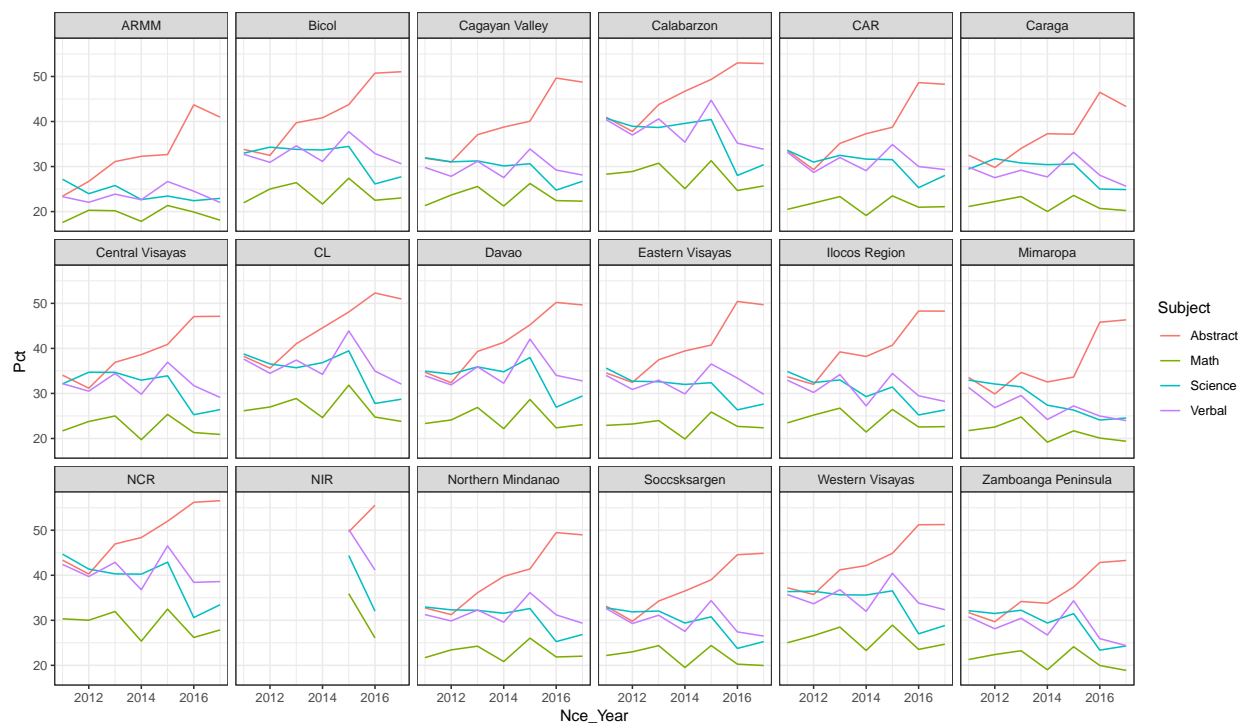 ARMM Bicol Cagayan Valley Calabarzon CAR Caraga
50
40
30
20
Central Visayas CL Davao Eastern Visayas Ilocos Region Mimaropa
50
40
30
20
NCR NIR Northern Mindanao Soccsksargen Western Visayas Zamboanga Peninsula
50
40
30
20
2012 2014 2016 2012 2014 2016 2012 2014 2016 2012 2014 2016 2012 2014 2016 2012 2014 2016
Nce_Year
Pct
Subject
Abstract
Math
Science
Verbal